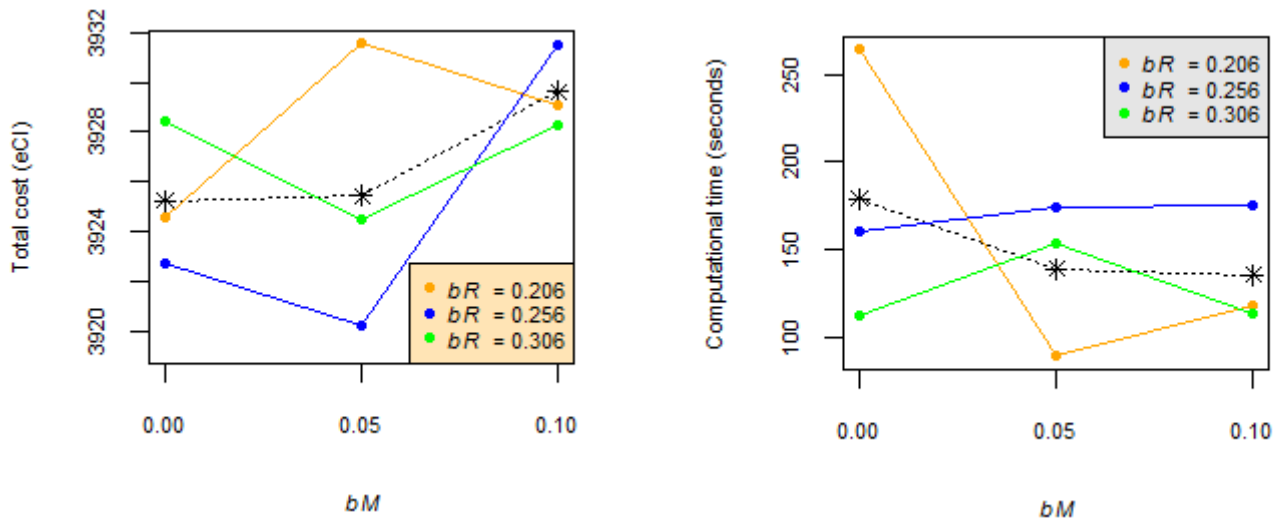 Total cost (eCI)
3932
3928
3924
3920
bR = 0.206
bR = 0.256
bR = 0.306
0.00 0.05 0.10
bM
Computational time (seconds)
250
200
150
100
bR = 0.206
bR = 0.256
bR = 0.306
0.00 0.05 0.10
bM